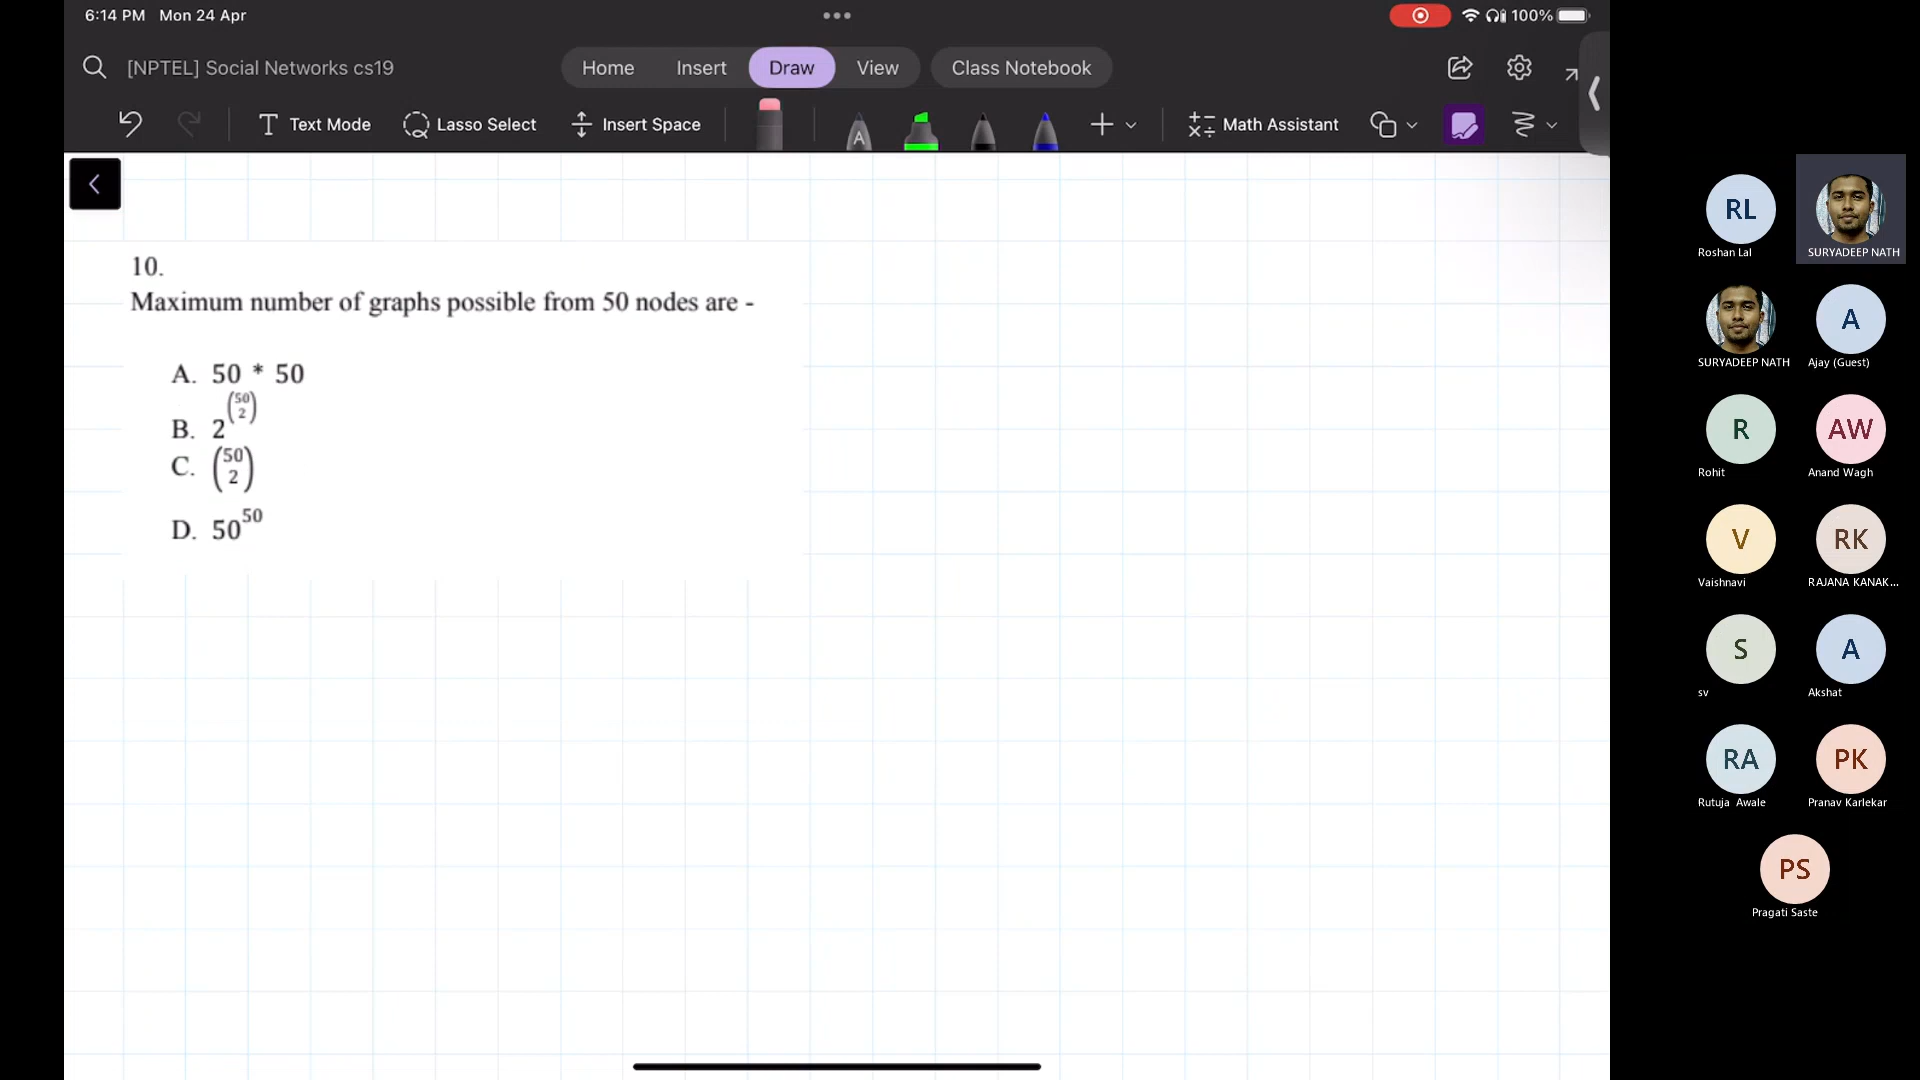 6:14 PM Mon 24 Apr
100%
[NPTEL] Social Networks cs19
Home Insert Draw View Class Notebook
Text Mode Lasso Select Insert Space A Math Assistant
10.
Maximum number of graphs possible from 50 nodes are -
A. 50 * 50
B. 2^(50 2)
C. (50 2)
D. 50^50
RL
Roshan Lal SURYADEEP NATH
A
SURYADEEP NATH Ajay (Guest)
R AW
Rohit Anand Wagh
V RK
Vaishnavi RAJANA KANAK...
S A
sv Akshat
RA PK
Rutuja Awale Pranav Karlekar
PS
Pragati Saste